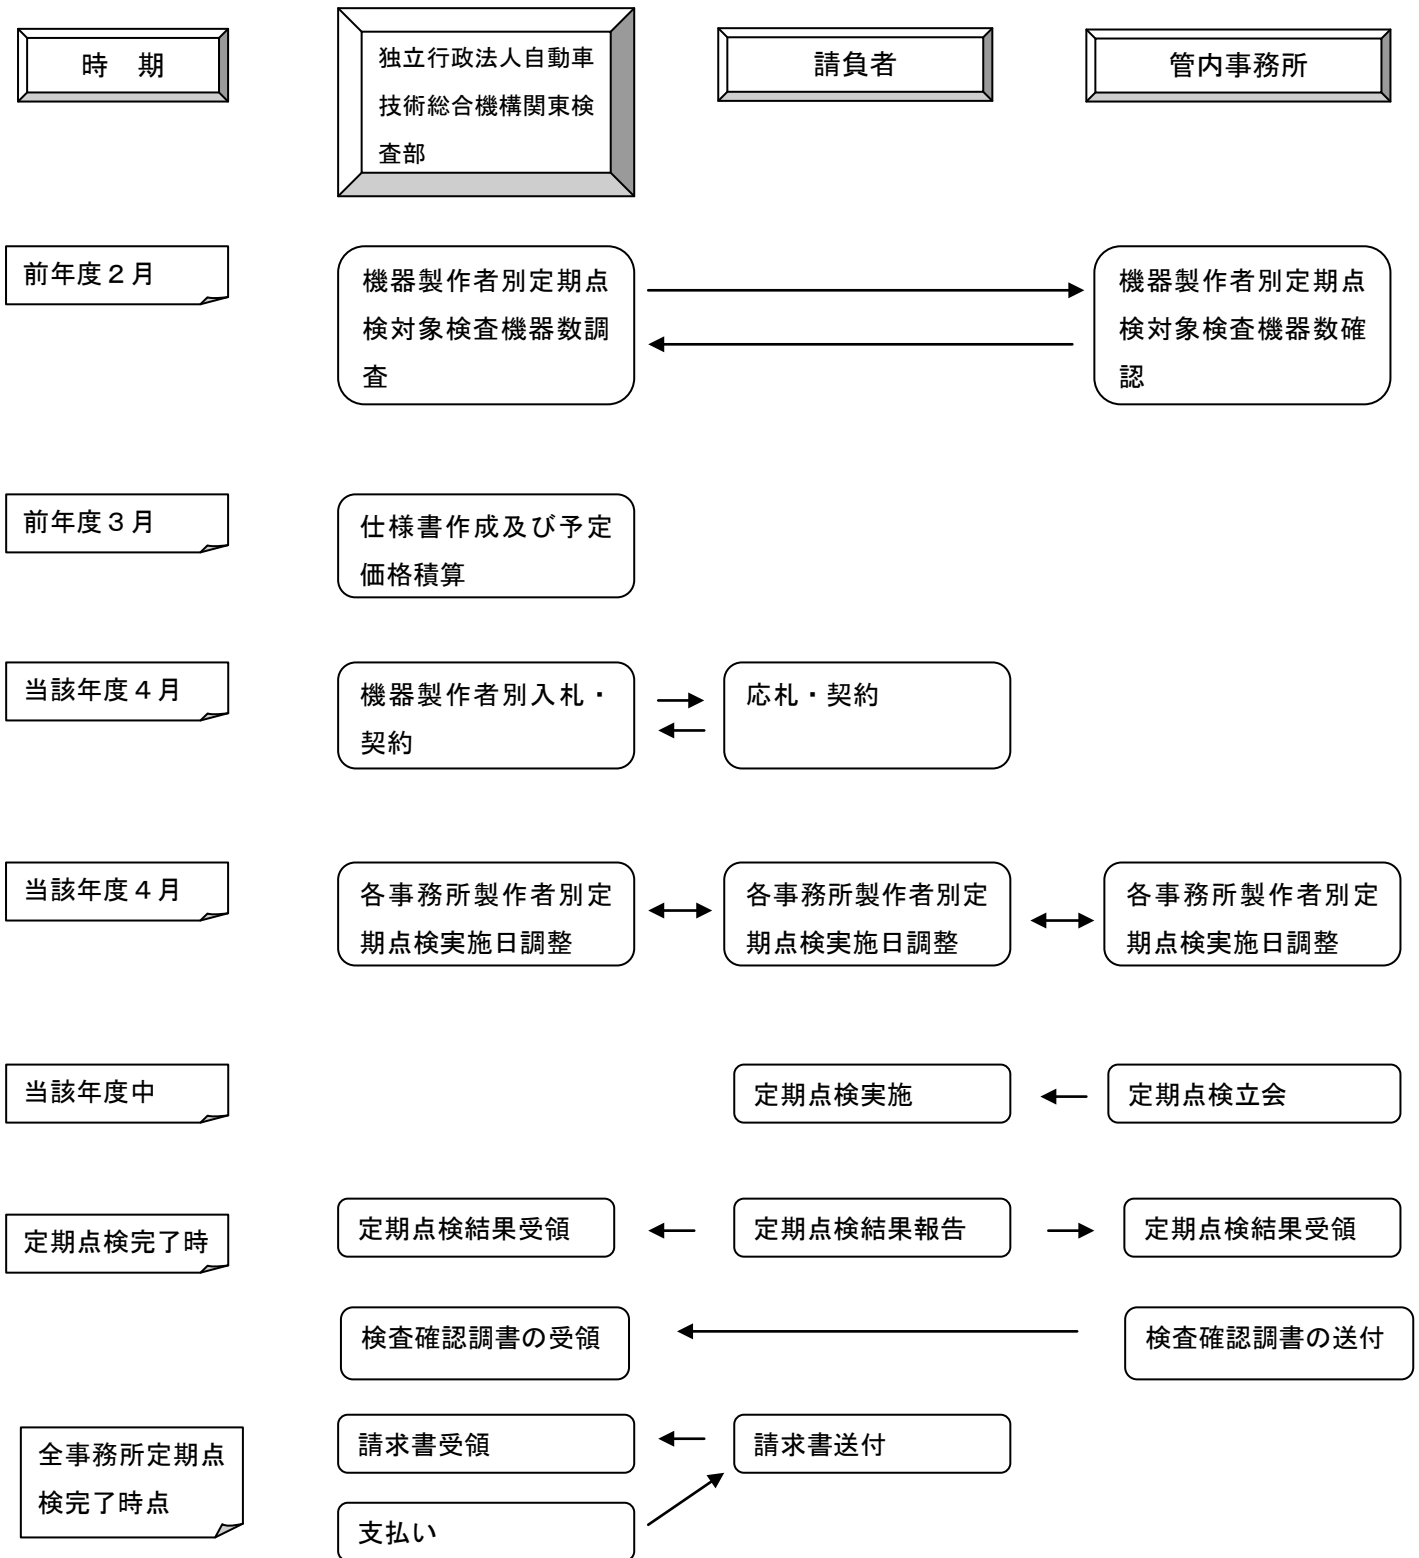 時　期
独立行政法人自動車
技術総合機構関東検
査部
請負者
管内事務所
前年度２月
機器製作者別定期点
検対象検査機器数調
査
機器製作者別定期点
検対象検査機器数確
認
前年度３月
仕様書作成及び予定
価格積算
当該年度４月
機器製作者別入札・
契約
応札・契約
当該年度４月
各事務所製作者別定
期点検実施日調整
各事務所製作者別定
期点検実施日調整
各事務所製作者別定
期点検実施日調整
当該年度中
定期点検実施
定期点検立会
定期点検完了時
定期点検結果受領
定期点検結果報告
定期点検結果受領
検査確認調書の受領
検査確認調書の送付
全事務所定期点
検完了時点
請求書受領
請求書送付
支払い